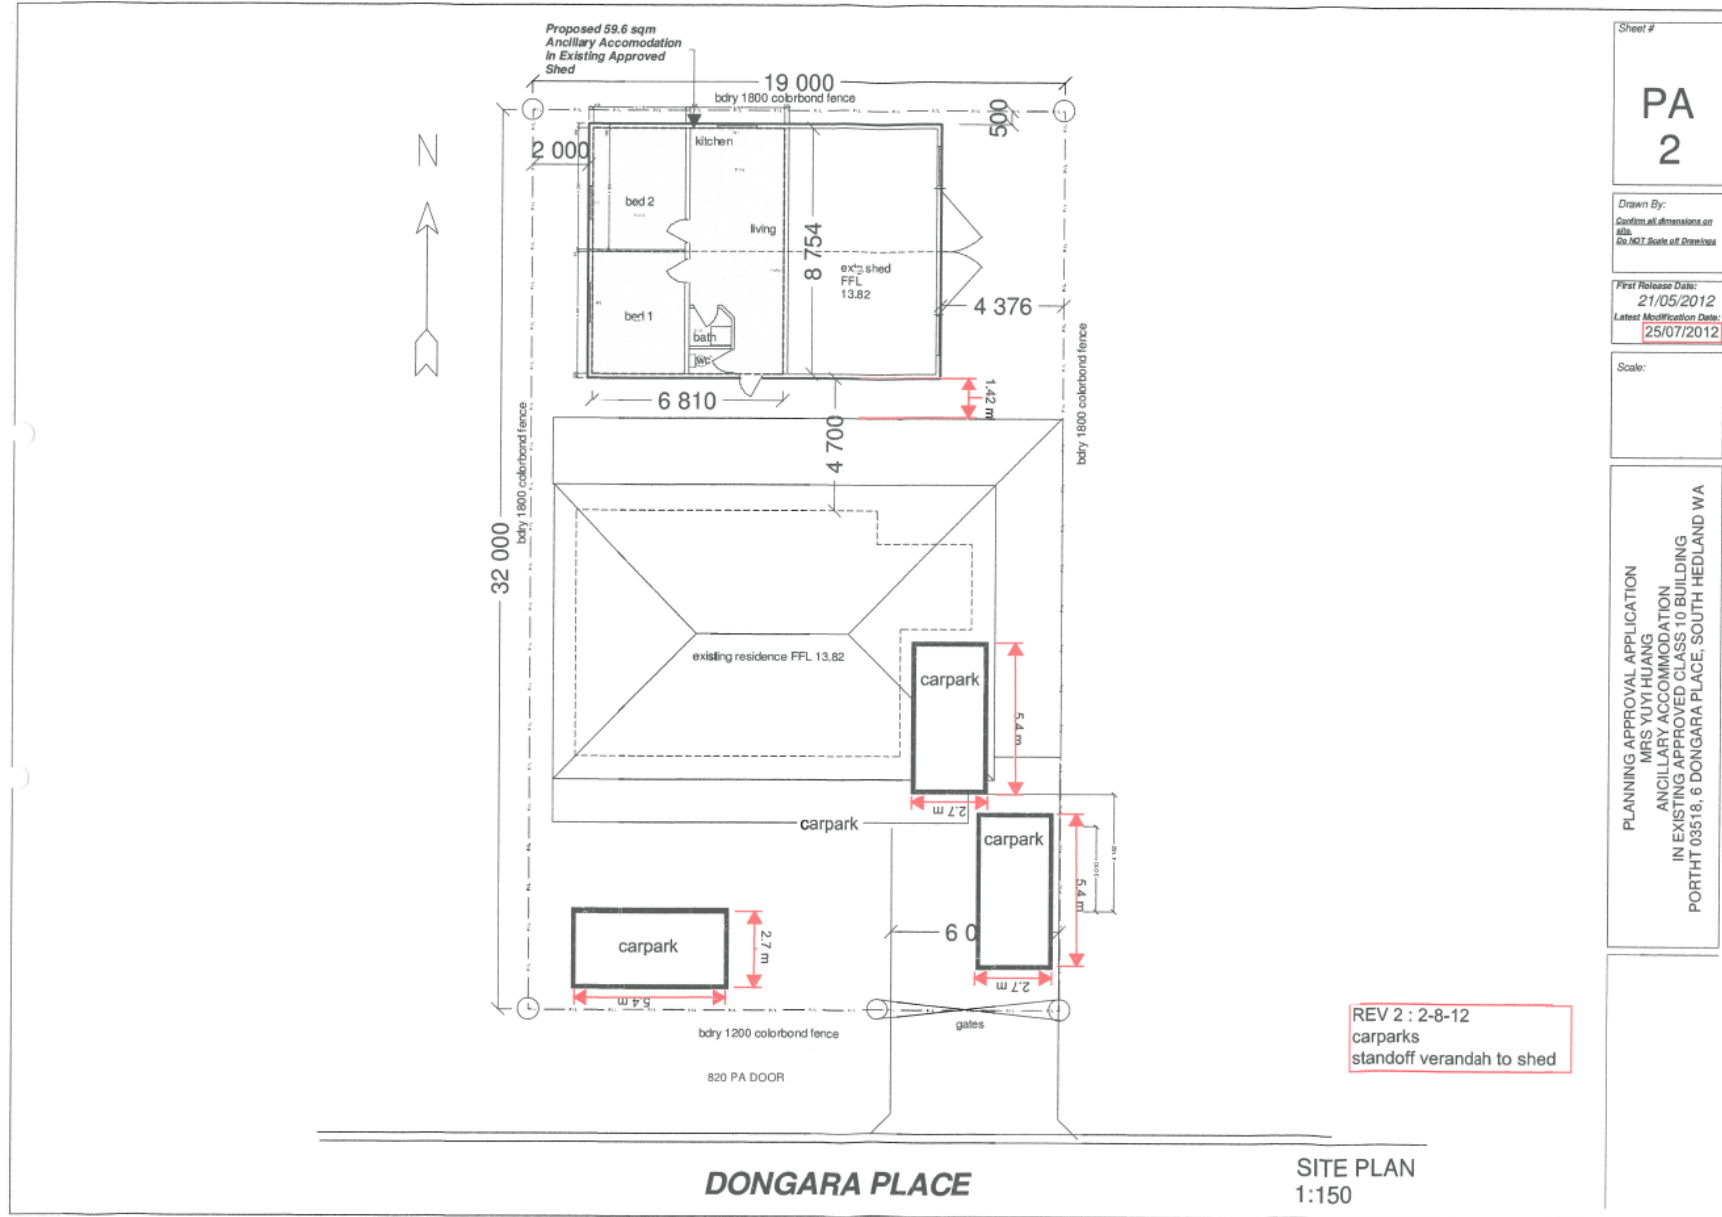 Proposed 59.6 sqm
Ancillary Accomodation
in Existing Approved
Shed
19 000
bdry 1800 colorbond fence
500
N
2 000
kitchen
bed 2
living
8 754
shed
FFL
13.82
4 376
bed 1
bath
wc
6 810
1.42 m
4 700
bdry 1800 colorbond fence
bdry 1800 colorbond fence
32 000
existing residence FFL 13.82
carpark
5.4 m
2.7 m
carpark
carpark
5.4 m
6 0
2.7 m
carpark
2.7 m
5.4 m
gates
bdry 1200 colorbond fence
820 PA DOOR
DONGARA PLACE
SITE PLAN
1:150
REV 2 : 2-8-12
carparks
standoff verandah to shed
Sheet #
PA
2
Drawn By:
Confirm all dimensions on
site.
Do NOT Scale off Drawings
First Release Date:
21/05/2012
Latest Modification Date:
25/07/2012
Scale:
PLANNING APPROVAL APPLICATION
MRS YUYI HUANG
ANCILLARY ACCOMMODATION
IN EXISTING APPROVED CLASS 10 BUILDING
PORTHT 03518, 6 DONGARA PLACE, SOUTH HEDLAND WA